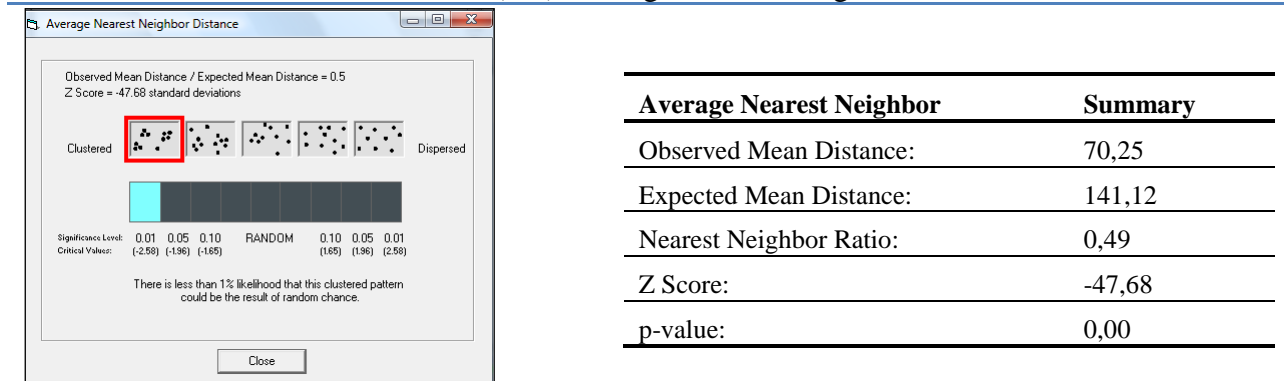 Average Nearest Neighbor Distance
Observed Mean Distance / Expected Mean Distance = 0.5
Z Score = -47.68 standard deviations
Clustered
Dispersed
Significance Level: 0.01 0.05 0.10 RANDOM 0.10 0.05 0.01
Critical Values: (-2.58) (-1.96) (-1.65) (1.65) (1.96) (2.58)
There is less than 1% likelihood that this clustered pattern
could be the result of random chance.
Close
Average Nearest Neighbor Summary
Observed Mean Distance: 70,25
Expected Mean Distance: 141,12
Nearest Neighbor Ratio: 0,49
Z Score: -47,68
p-value: 0,00